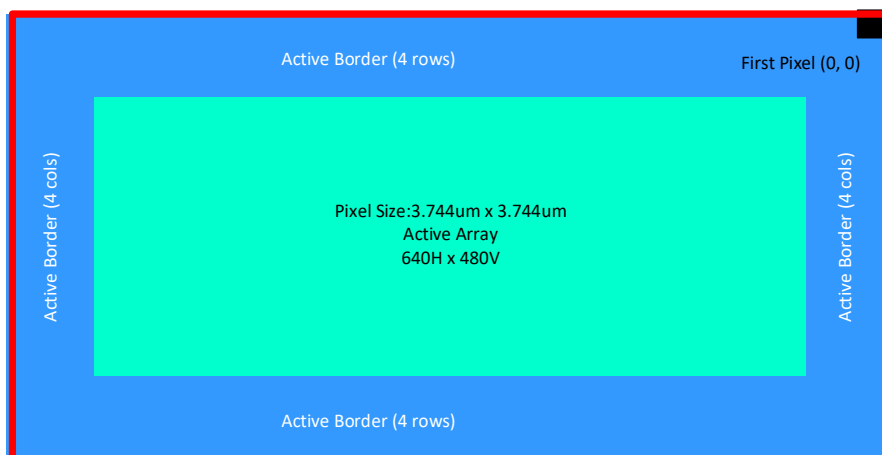 Active Border (4 rows)
First Pixel (0, 0)
Active Border (4 cols)
Pixel Size:3.744um x 3.744um
Active Array
640H x 480V
Active Border (4 cols)
Active Border (4 rows)